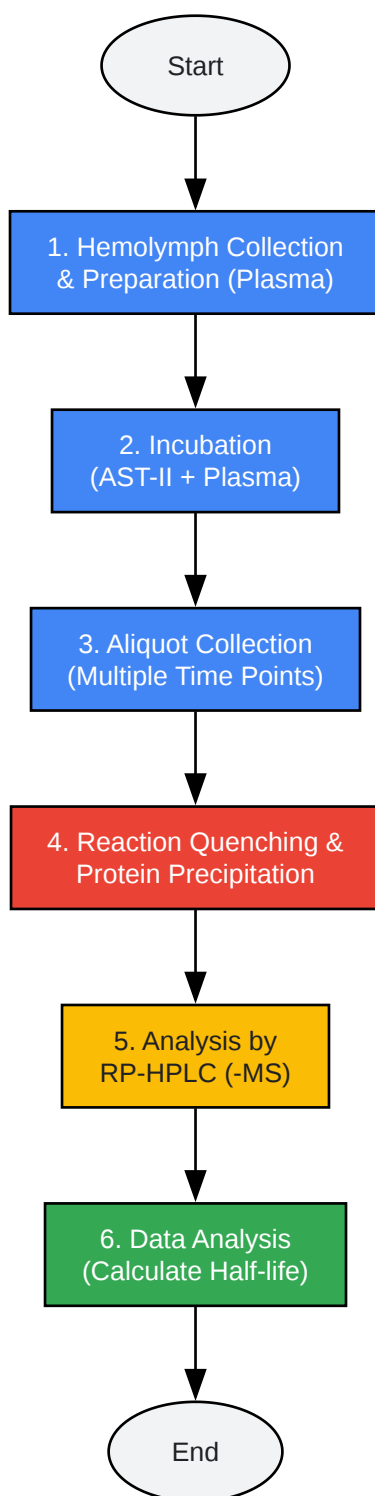 Start
1. Hemolymph Collection
& Preparation (Plasma)
2. Incubation
(AST-II + Plasma)
3. Aliquot Collection
(Multiple Time Points)
4. Reaction Quenching &
Protein Precipitation
5. Analysis by
RP-HPLC (-MS)
6. Data Analysis
(Calculate Half-life)
End